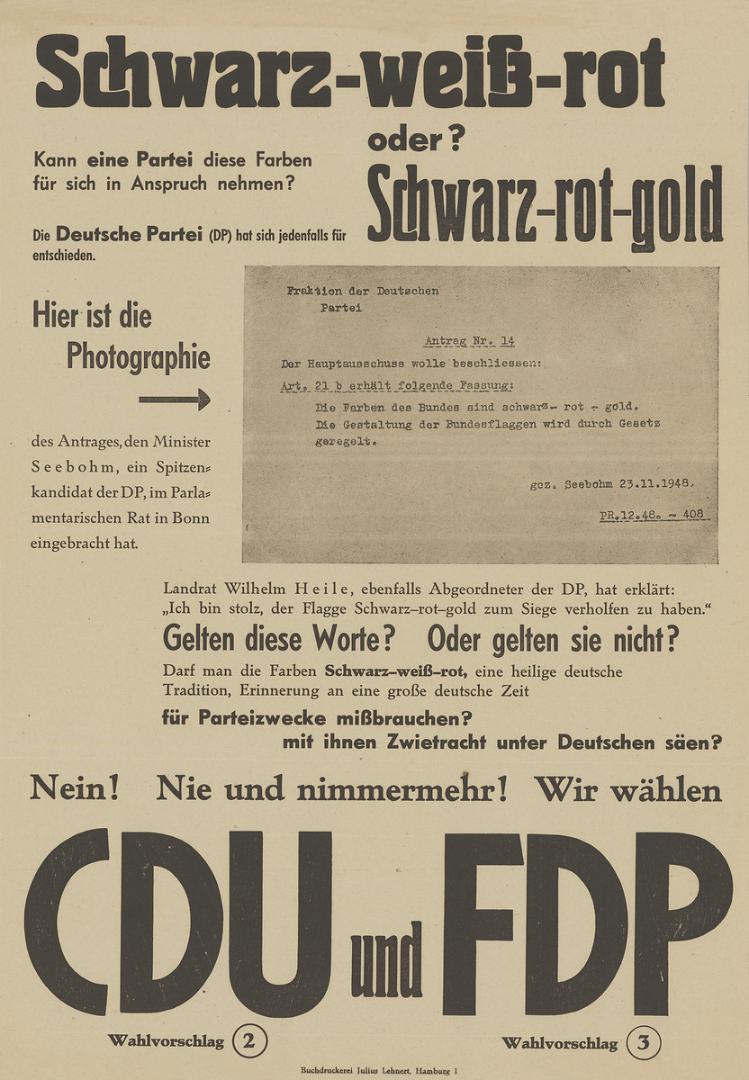 Schwarz-weiß-rot
oder?
Schwarz-rot-gold
Kann eine Partei diese Farben
für sich in Anspruch nehmen?
Die Deutsche Partei (DP) hat sich jedenfalls für
entschieden.
Hier ist die
Photographie
des Antrages, den Minister
Seebohm, ein Spitzen=
kandidat der DP, im Parla=
mentarischen Rat in Bonn
eingebracht hat.
Fraktion der Deutschen
Partei
Antrag Nr. 14
Der Hauptausschuss wolle beschliessen:
Art. 21 b erhält folgende Fassung:
Die Farben des Bundes sind schwarz- rot - gold.
Die Gestaltung der Bundesflaggen wird durch Gesetz
geregelt.
gez. Seebohm 23.11.1948.
PR.12.48. - 408
Landrat Wilhelm Heile, ebenfalls Abgeordneter der DP, hat erklärt:
„Ich bin stolz, der Flagge Schwarz-rot-gold zum Siege verholfen zu haben.“
Gelten diese Worte? Oder gelten sie nicht?
Darf man die Farben Schwarz-weiß-rot, eine heilige deutsche
Tradition, Erinnerung an eine große deutsche Zeit
für Parteizwecke mißbrauchen?
mit ihnen Zwietracht unter Deutschen säen?
Nein! Nie und nimmermehr! Wir wählen
CDU und FDP
Wahlvorschlag 2
Wahlvorschlag 3
Buchdruckerei Julius Lehnert, Hamburg 1